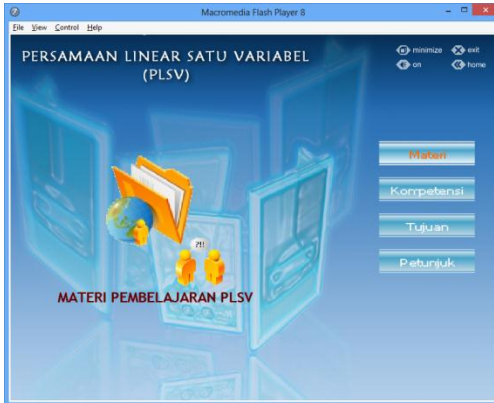 Macromedia Flash Player 8
File View Control Help
PERSAMAAN LINEAR SATU VARIABEL
(PLSV)
minimize exit
on home
Materi
Kompetensi
Tujuan
Petunjuk
?!!
MATERI PEMBELAJARAN PLSV